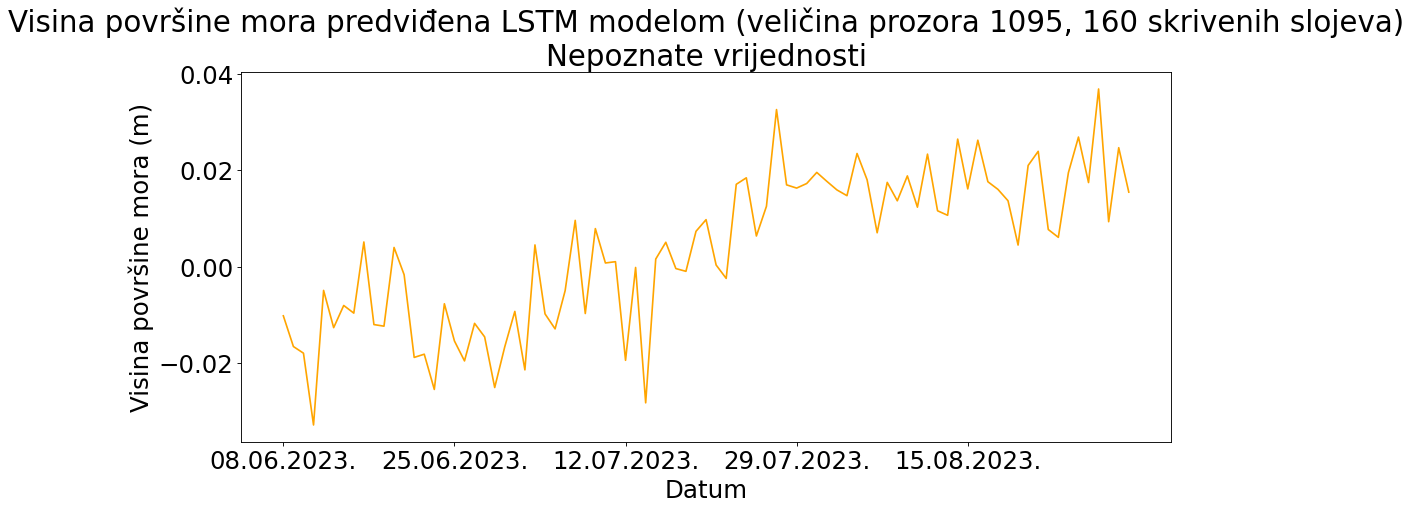 Visina površine mora predviđena LSTM modelom (veličina prozora 1095, 160 skrivenih slojeva)
Nepoznate vrijednosti
0.04
0.02
0.00
−0.02
Visina površine mora (m)
08.06.2023. 25.06.2023. 12.07.2023. 29.07.2023. 15.08.2023.
Datum